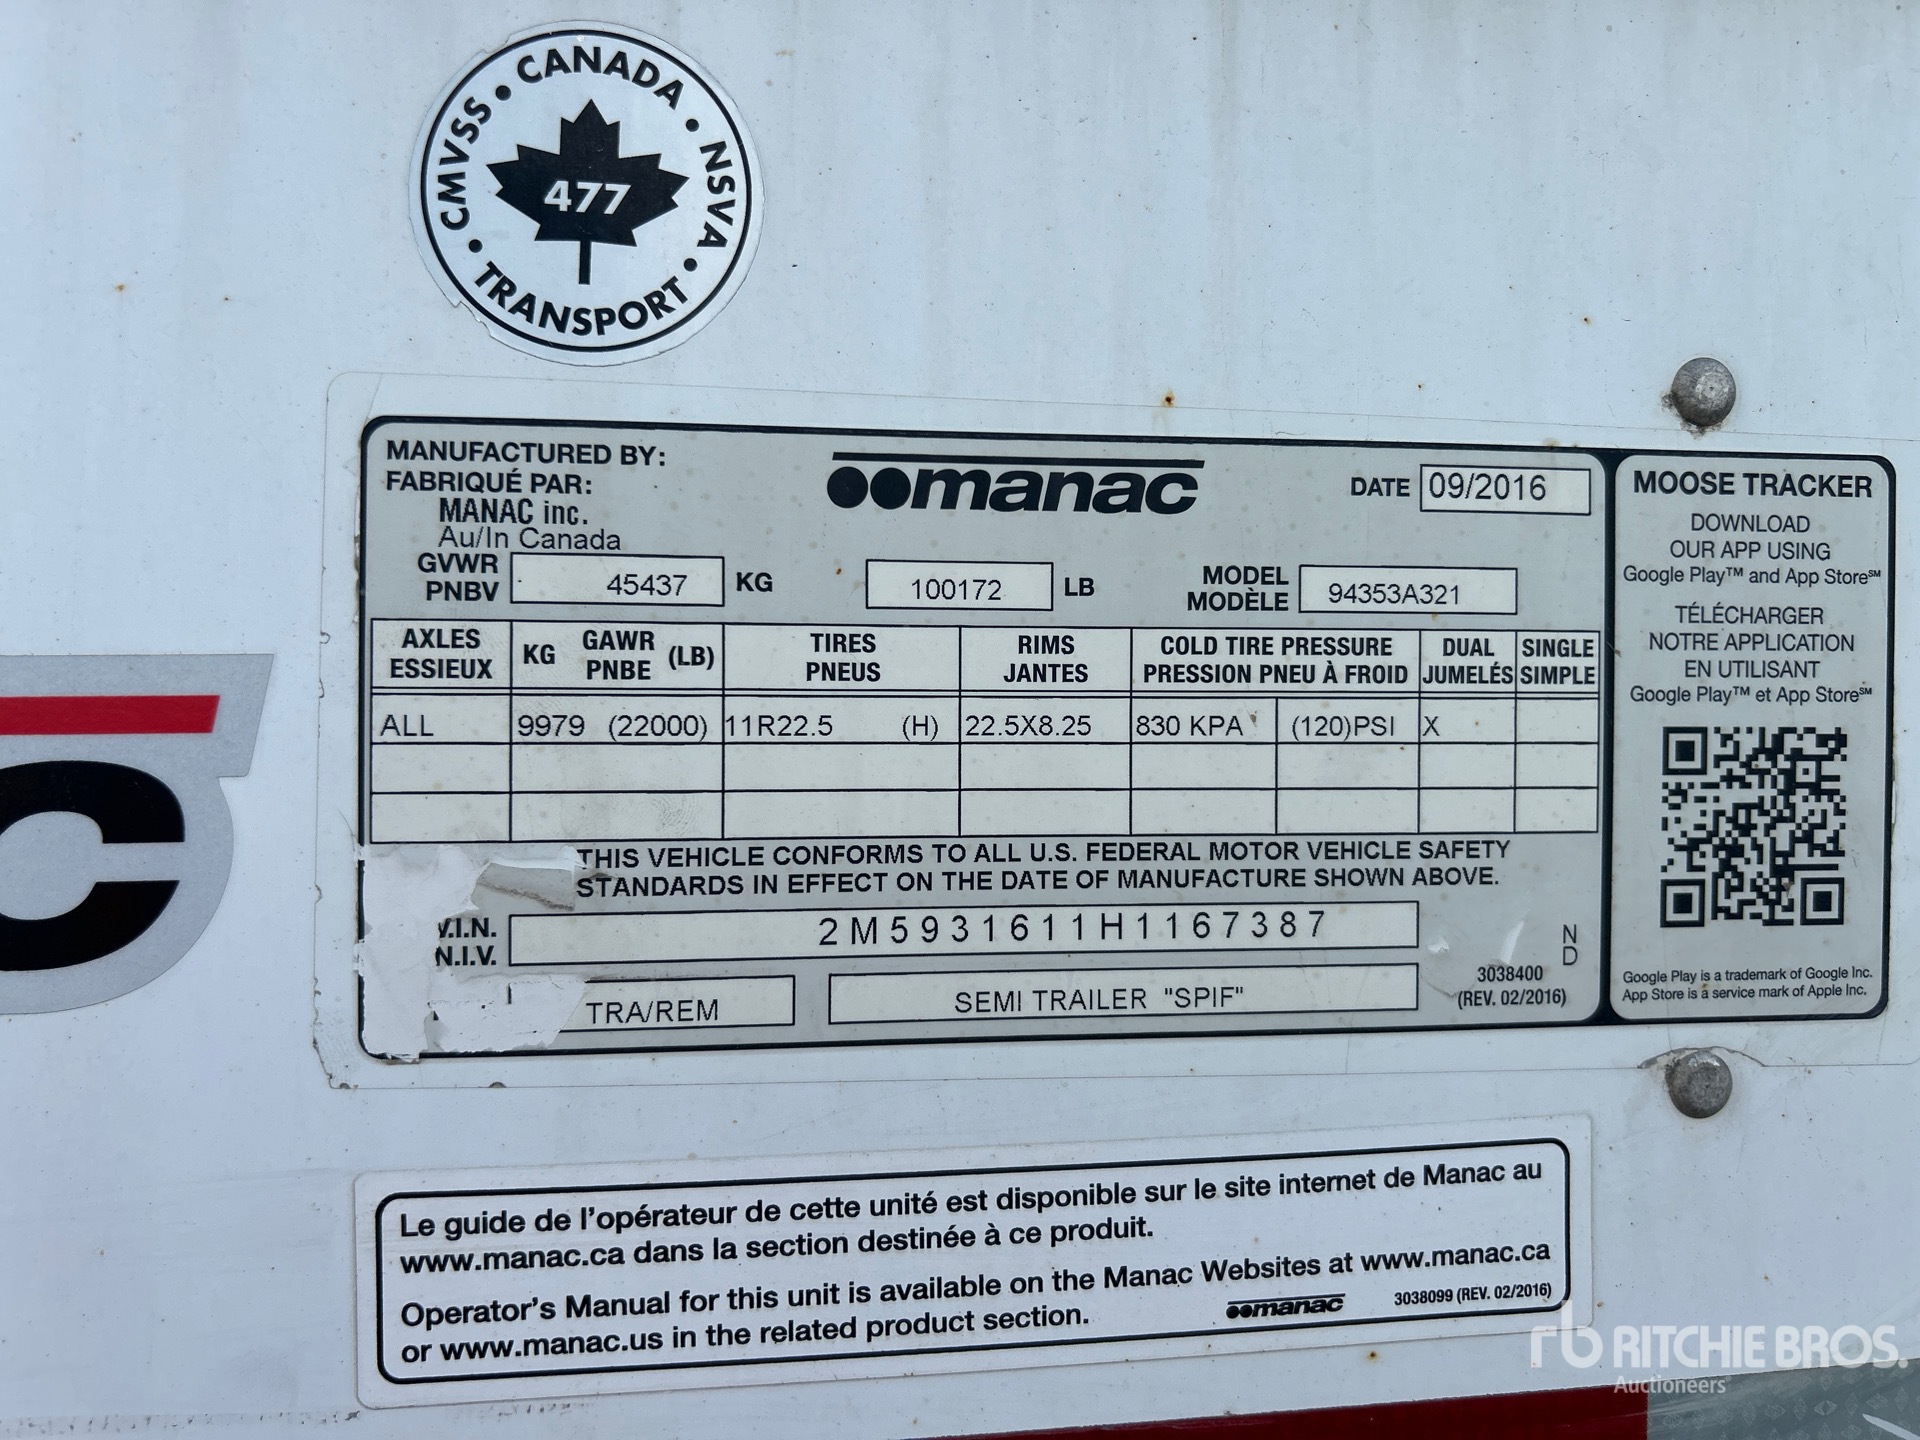 CANADA • NSVA • TRANSPORT • CMVSS •
477
MANUFACTURED BY:
FABRIQUÉ PAR:
MANAC inc.
Au/In Canada
manac
DATE 09/2016
GVWR
PNBV
45437 KG
100172 LB
MODEL
MODÈLE
94353A321
AXLES
ESSIEUX
KG GAWR
PNBE (LB)
TIRES
PNEUS
RIMS
JANTES
COLD TIRE PRESSURE
PRESSION PNEU À FROID
DUAL
JUMELÉS
SINGLE
SIMPLE
ALL 9979 (22000) 11R22.5 (H) 22.5X8.25 830 KPA (120)PSI X
THIS VEHICLE CONFORMS TO ALL U.S. FEDERAL MOTOR VEHICLE SAFETY
STANDARDS IN EFFECT ON THE DATE OF MANUFACTURE SHOWN ABOVE.
V.I.N.
N.I.V.
2M5931611H1167387
TRA/REM
SEMI TRAILER "SPIF"
3038400
(REV. 02/2016)
ND
MOOSE TRACKER
DOWNLOAD
OUR APP USING
Google Play™ and App Store℠
TÉLÉCHARGER
NOTRE APPLICATION
EN UTILISANT
Google Play™ et App Store℠
Google Play is a trademark of Google Inc.
App Store is a service mark of Apple Inc.
C
Le guide de l'opérateur de cette unité est disponible sur le site internet de Manac au
www.manac.ca dans la section destinée à ce produit.
Operator's Manual for this unit is available on the Manac Websites at www.manac.ca
or www.manac.us in the related product section.
manac 3038099 (REV. 02/2016)
rb RITCHIE BROS.
Auctioneers